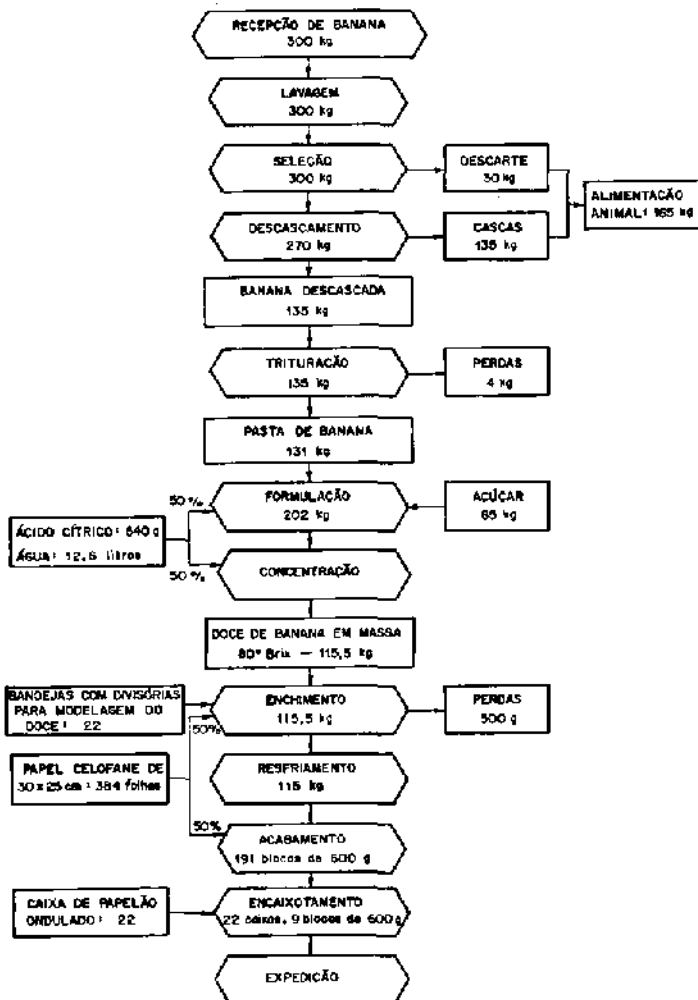 RECEPÇÃO DE BANANA
300 kg
LAVAGEM
300 kg
SELEÇÃO
300 kg
DESCARTE
30 kg
ALIMENTAÇÃO
ANIMAL: 165 kg
DESCASCAMENTO
270 kg
CASCAS
135 kg
BANANA DESCASCADA
135 kg
TRITURAÇÃO
135 kg
PERDAS
4 kg
PASTA DE BANANA
131 kg
50%
FORMULAÇÃO
202 kg
AÇÚCAR
65 kg
ÁCIDO CÍTRICO: 640 g
ÁGUA: 12,6 litros
50%
CONCENTRAÇÃO
DOCE DE BANANA EM MASSA
80° Brix — 115,5 kg
BANDEJAS COM DIVISÓRIAS
PARA MODELAGEM DO
DOCE: 22
ENCHIMENTO
115,5 kg
50%
PERDAS
500 g
PAPEL CELOFANE DE
30 x 25 cm: 384 folhas
RESFRIAMENTO
115 kg
50%
ACABAMENTO
191 blocos de 600 g
CAIXA DE PAPELÃO
ONDULADO: 22
ENCAIXOTAMENTO
22 caixas, 9 blocos de 600 g
EXPEDIÇÃO